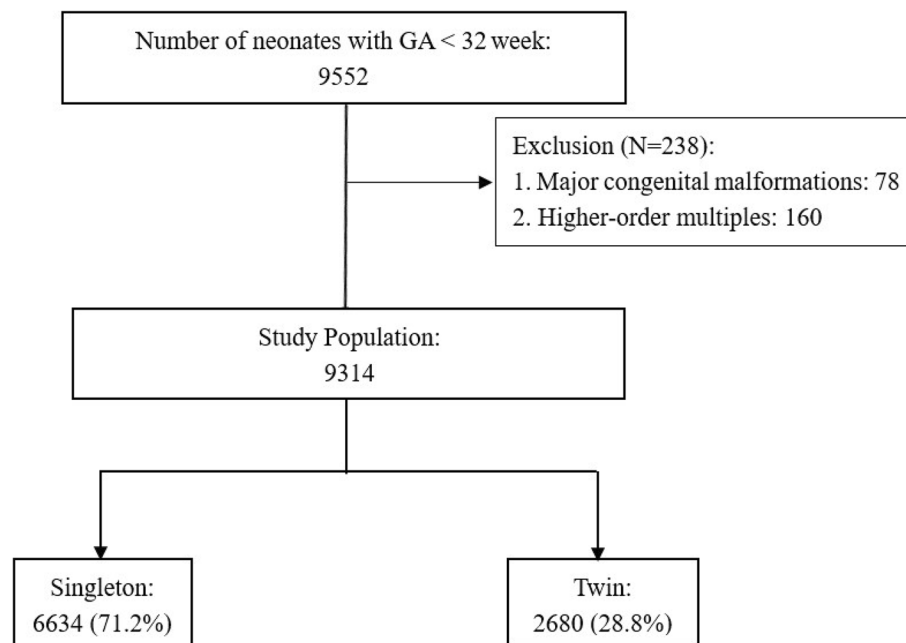 Number of neonates with GA < 32 week:
9552
Exclusion (N=238):
1. Major congenital malformations: 78
2. Higher-order multiples: 160
Study Population:
9314
Singleton:
6634 (71.2%)
Twin:
2680 (28.8%)